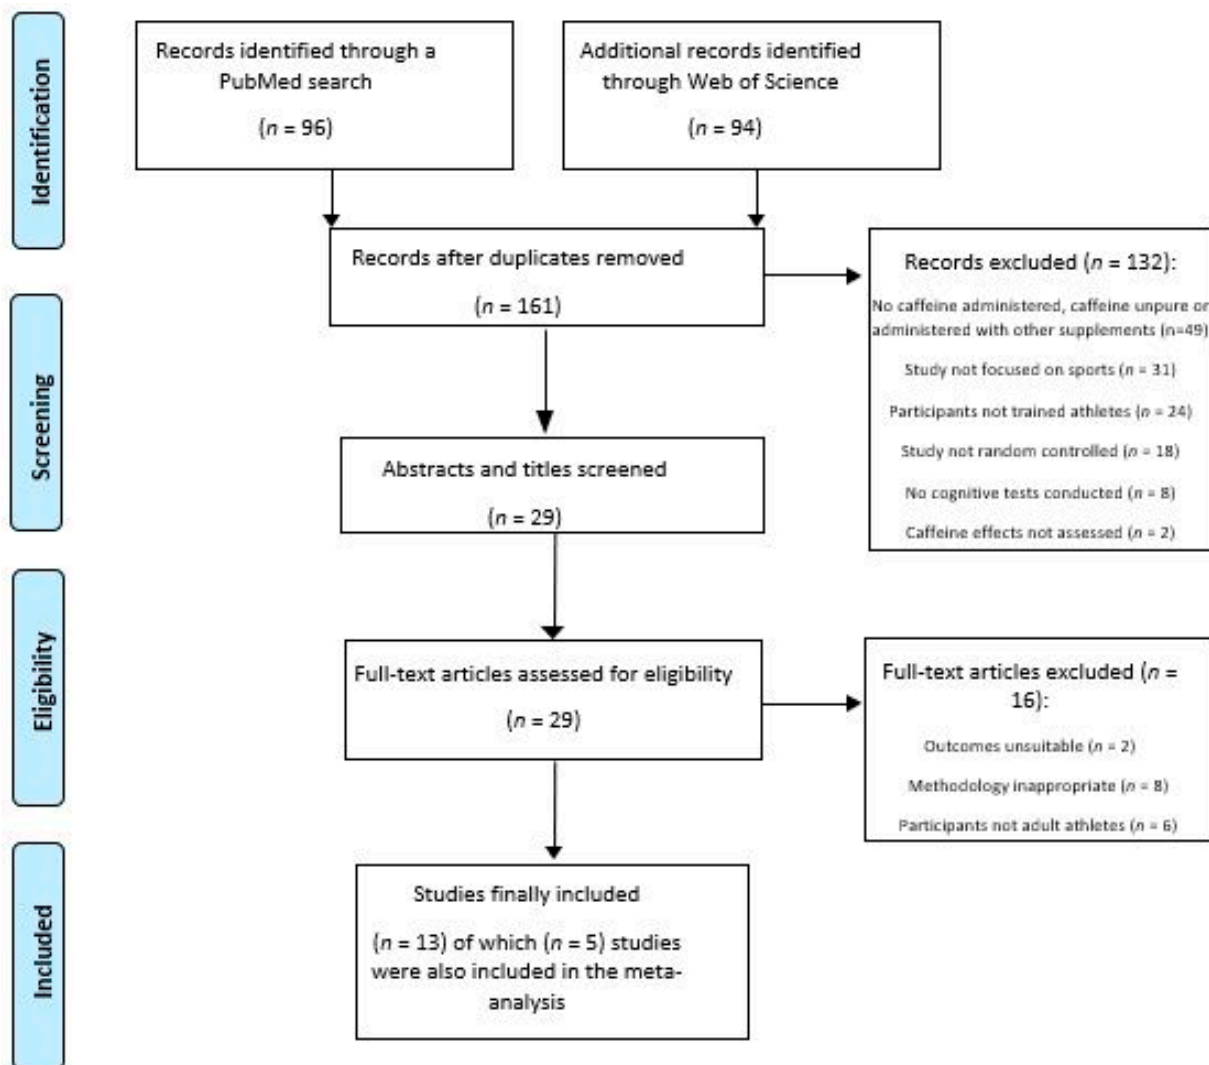 Identification
Records identified through a
PubMed search
(n = 96)
Additional records identified
through Web of Science
(n = 94)
Records after duplicates removed
(n = 161)
Records excluded (n = 132):
No caffeine administered, caffeine unpure or
administered with other supplements (n=49)
Study not focused on sports (n = 31)
Participants not trained athletes (n = 24)
Study not random controlled (n = 18)
No cognitive tests conducted (n = 8)
Caffeine effects not assessed (n = 2)
Screening
Abstracts and titles screened
(n = 29)
Eligibility
Full-text articles assessed for eligibility
(n = 29)
Full-text articles excluded (n =
16):
Outcomes unsuitable (n = 2)
Methodology inappropriate (n = 8)
Participants not adult athletes (n = 6)
Included
Studies finally included
(n = 13) of which (n = 5) studies
were also included in the meta-
analysis